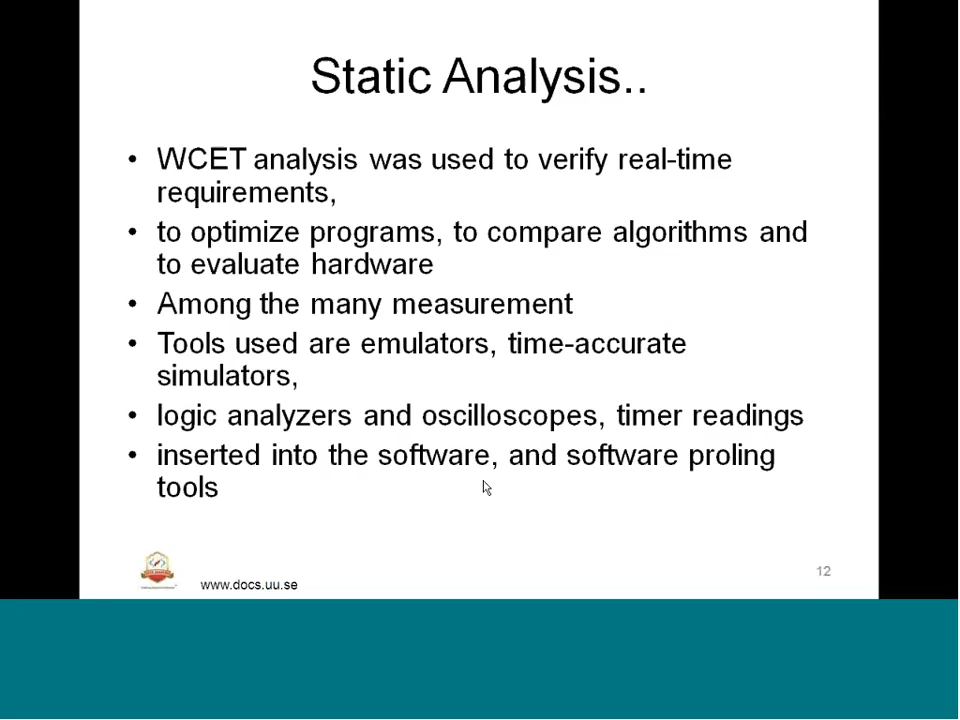 Static Analysis..
• WCET analysis was used to verify real-time
requirements,
• to optimize programs, to compare algorithms and
to evaluate hardware
• Among the many measurement
• Tools used are emulators, time-accurate
simulators,
• logic analyzers and oscilloscopes, timer readings
• inserted into the software, and software proling
tools
www.docs.uu.se
12